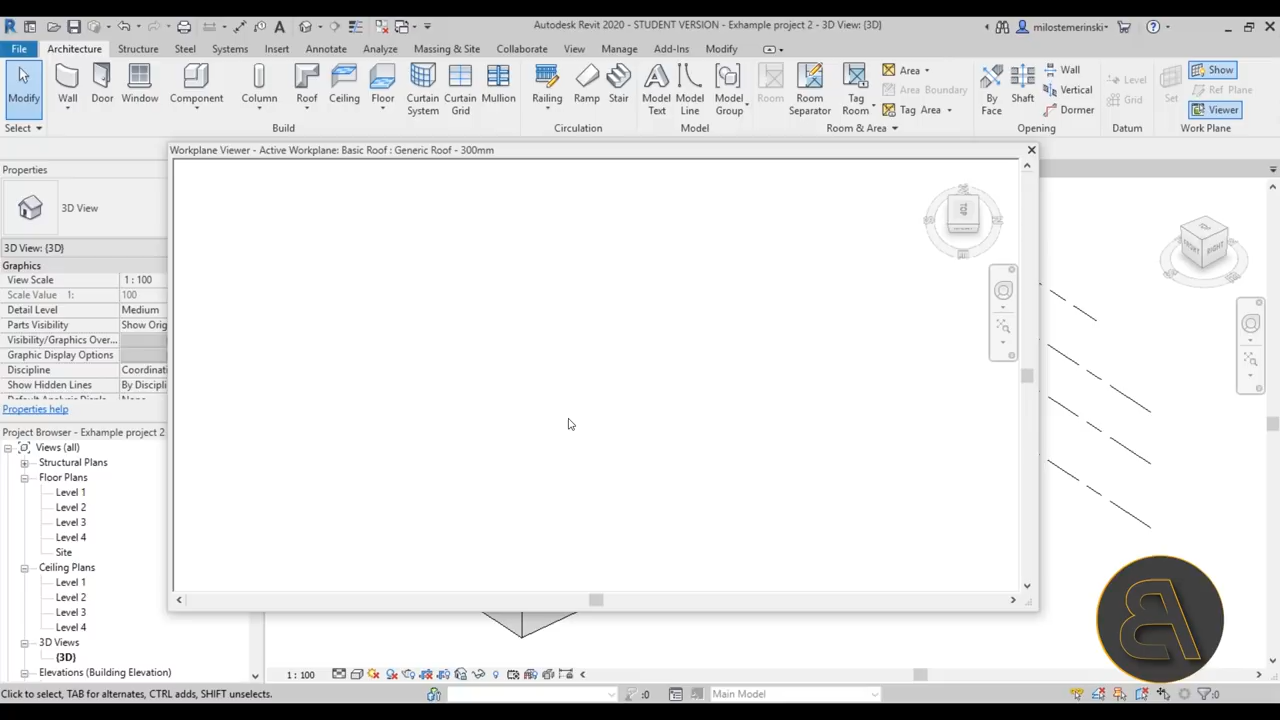 Autodesk Revit 2020 - STUDENT VERSION - Exhample project 2 - 3D View: {3D}
milostemerinski
File Architecture Structure Steel Systems Insert Annotate Analyze Massing & Site Collaborate View Manage Add-Ins Modify
Modify Wall Door Window Component Column Roof Ceiling Floor Curtain System Curtain Grid Mullion Railing Ramp Stair Model Text Model Line Model Group Room Room Separator Tag Room Area Area Boundary Tag Area By Face Shaft Wall Vertical Dormer Level Grid Set Show Ref Plane Viewer
Select Build Circulation Model Room & Area Opening Datum Work Plane
Properties
3D View
3D View: {3D}
Graphics
View Scale 1 : 100
Scale Value 1: 100
Detail Level Medium
Parts Visibility Show Orig
Visibility/Graphics Over...
Graphic Display Options
Discipline Coordinati
Show Hidden Lines By Disciplin
Properties help
Project Browser - Exhample project 2
Views (all)
Structural Plans
Floor Plans
Level 1
Level 2
Level 3
Level 4
Site
Ceiling Plans
Level 1
Level 2
Level 3
Level 4
3D Views
{3D}
Elevations (Building Elevation)
Workplane Viewer - Active Workplane: Basic Roof : Generic Roof - 300mm
TOP
FRONT RIGHT
1 : 100
Click to select, TAB for alternates, CTRL adds, SHIFT unselects.
:0
Main Model
:0